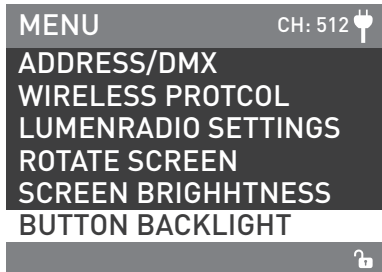 MENU CH: 512
ADDRESS/DMX
WIRELESS PROTCOL
LUMENRADIO SETTINGS
ROTATE SCREEN
SCREEN BRIGHHTNESS
BUTTON BACKLIGHT